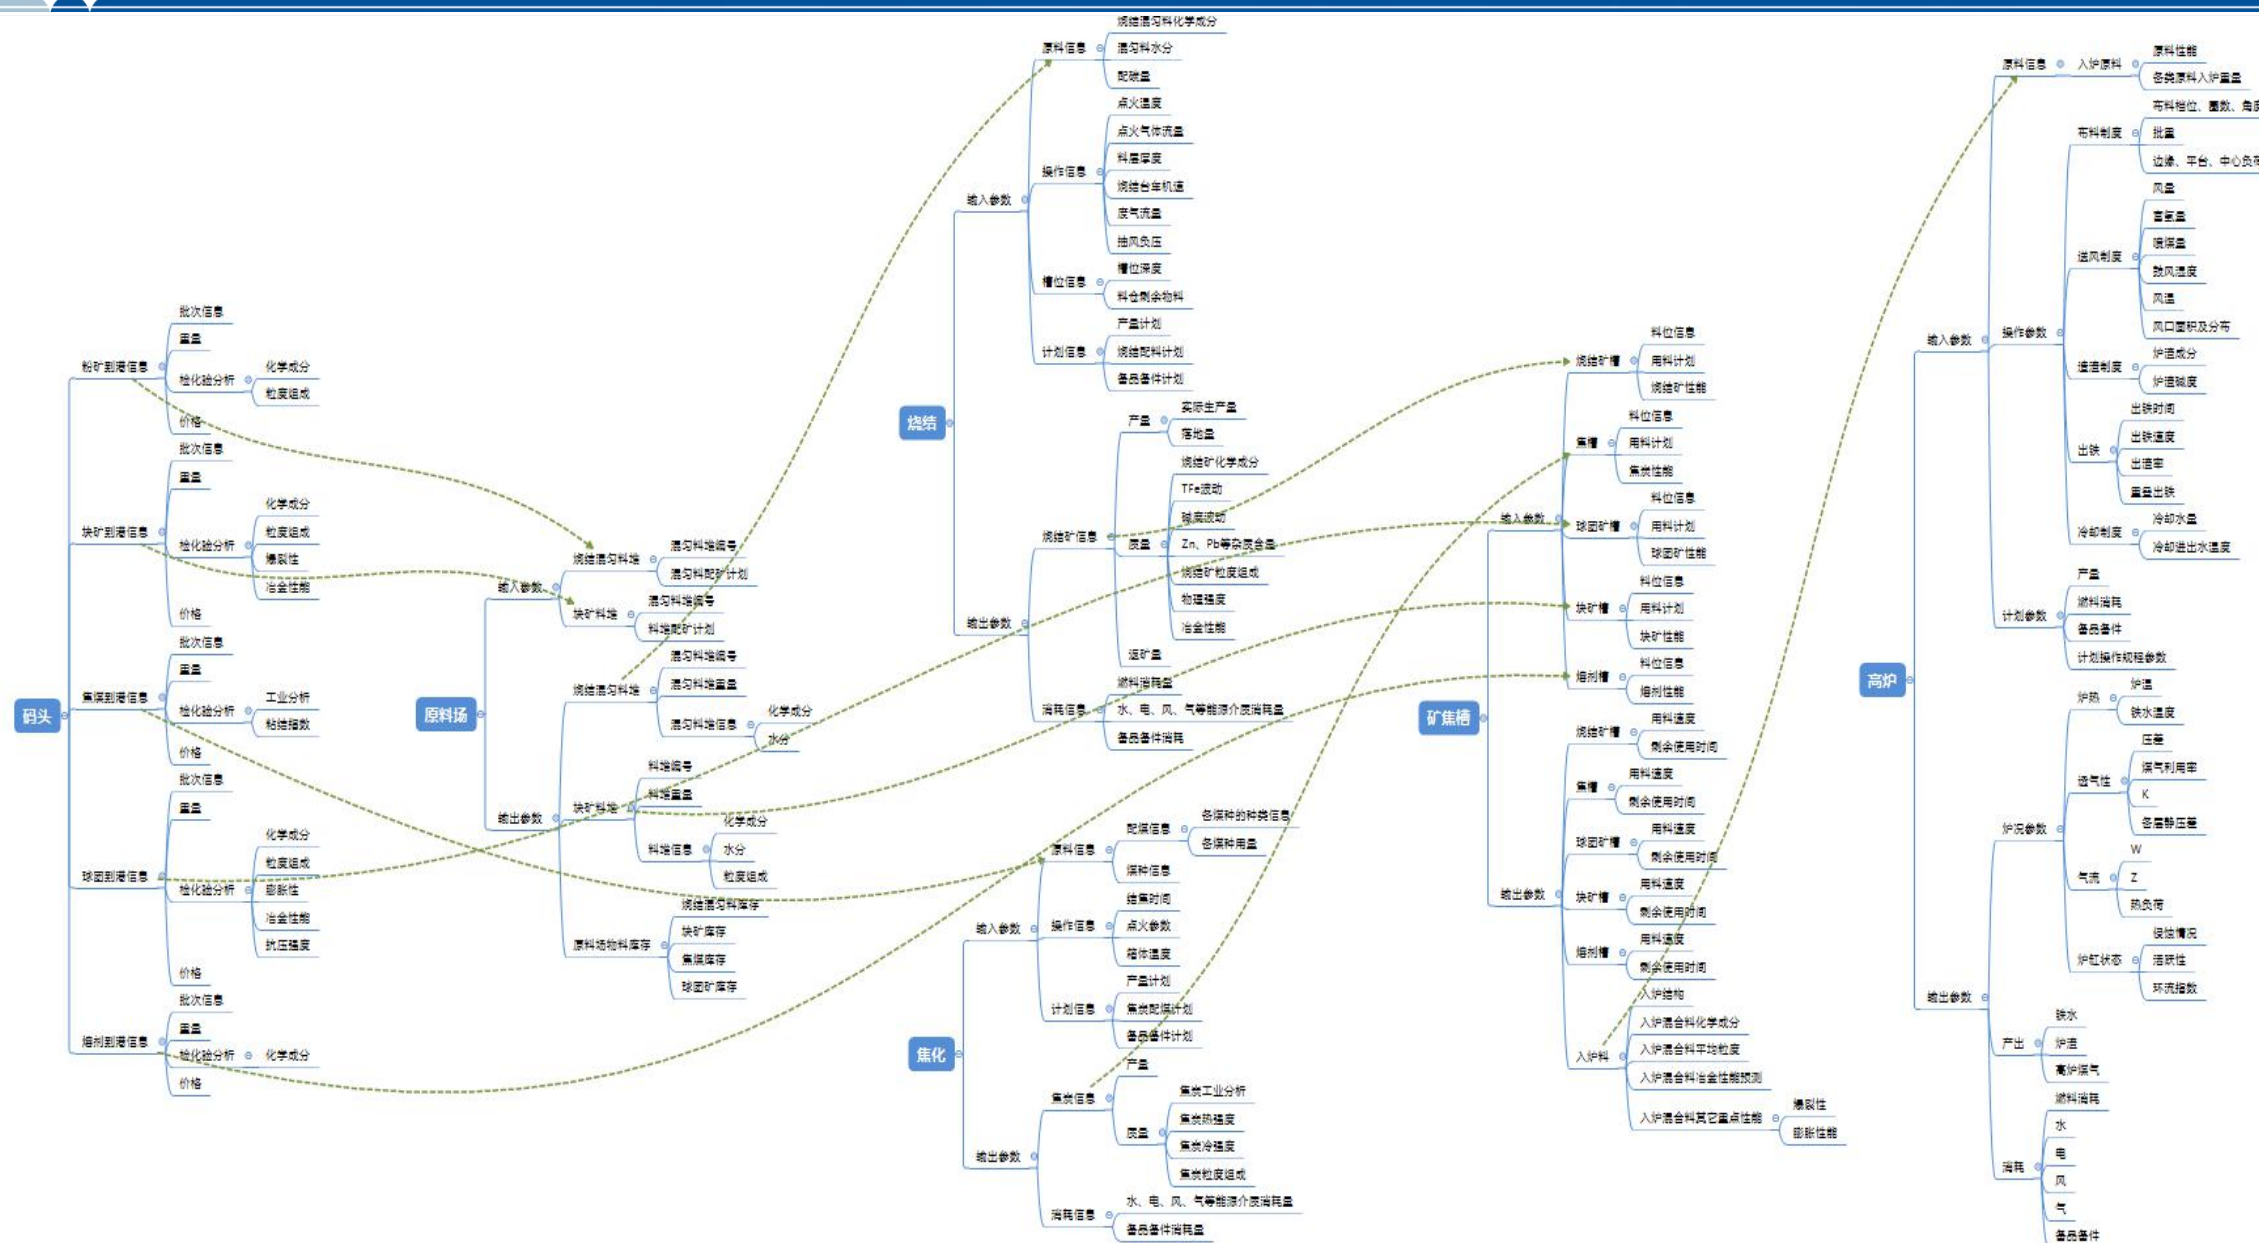 码头
粉矿到港信息
批次信息
重量
检化验分析
化学成分
粒度组成
价格
块矿到港信息
批次信息
重量
检化验分析
化学成分
粒度组成
爆裂性
冶金性能
价格
焦煤到港信息
批次信息
重量
检化验分析
工业分析
粘结指数
价格
球团到港信息
批次信息
重量
检化验分析
化学成分
粒度组成
膨胀性
冶金性能
抗压强度
价格
熔剂到港信息
批次信息
重量
检化验分析
化学成分
价格
原料场
输入参数
烧结混匀料堆
混匀料堆编号
混匀料配矿计划
块矿料堆
混匀料堆编号
料堆配矿计划
输出参数
烧结混匀料堆
混匀料堆编号
混匀料堆重量
混匀料堆信息
化学成分
水分
块矿料堆
料堆编号
料堆重量
料堆信息
化学成分
水分
粒度组成
原料场物料库存
烧结混匀料库存
块矿库存
焦煤库存
球团矿库存
烧结
输入参数
原料信息
烧结混匀料化学成分
混匀料水分
配碳量
操作信息
点火温度
点火气体流量
料层厚度
烧结台车机速
废气流量
抽风负压
槽位信息
槽位深度
料仓剩余物料
计划信息
产量计划
烧结配料计划
备品备件计划
输出参数
烧结矿信息
产量
实际生产量
落地量
质量
烧结矿化学成分
TFe波动
碱度波动
Zn、Pb等杂质含量
烧结矿粒度组成
物理强度
冶金性能
返矿量
消耗信息
燃料消耗量
水、电、风、气等能源介质消耗量
备品备件消耗
焦化
输入参数
原料信息
配煤信息
各煤种的种类信息
各煤种用量
煤种信息
操作信息
结焦时间
点火参数
箱体温度
计划信息
产量计划
焦炭配煤计划
备品备件计划
输出参数
焦炭信息
产量
质量
焦炭工业分析
焦炭热强度
焦炭冷强度
焦炭粒度组成
消耗信息
水、电、风、气等能源介质消耗量
备品备件消耗量
矿焦槽
输入参数
烧结矿槽
料位信息
用料计划
烧结矿性能
焦槽
料位信息
用料计划
焦炭性能
球团矿槽
料位信息
用料计划
球团矿性能
块矿槽
料位信息
用料计划
块矿性能
熔剂槽
料位信息
熔剂性能
输出参数
烧结矿槽
用料速度
剩余使用时间
焦槽
用料速度
剩余使用时间
球团矿槽
用料速度
剩余使用时间
块矿槽
用料速度
剩余使用时间
熔剂槽
用料速度
剩余使用时间
入炉料
入炉结构
入炉混合料化学成分
入炉混合料平均粒度
入炉混合料冶金性能预测
入炉混合料其它重点性能
爆裂性
膨胀性能
高炉
输入参数
原料信息
入炉原料
原料性能
各类原料入炉重量
操作参数
布料制度
布料档位、圈数、角度
批重
边缘、平台、中心负荷
送风制度
风量
富氧量
喷煤量
鼓风湿度
风温
风口面积及分布
造渣制度
炉渣成分
炉渣碱度
出铁
出铁时间
出铁速度
出渣率
重叠出铁
冷却制度
冷却水量
冷却进出水温度
计划参数
产量
燃料消耗
备品备件
计划操作规程参数
输出参数
炉况参数
炉热
炉温
铁水温度
透气性
压差
煤气利用率
K
各层静压差
气流
W
Z
热负荷
炉缸状态
侵蚀情况
活跃性
环流指数
产出
铁水
炉渣
高炉煤气
消耗
燃料消耗
水
电
风
气
备品备件